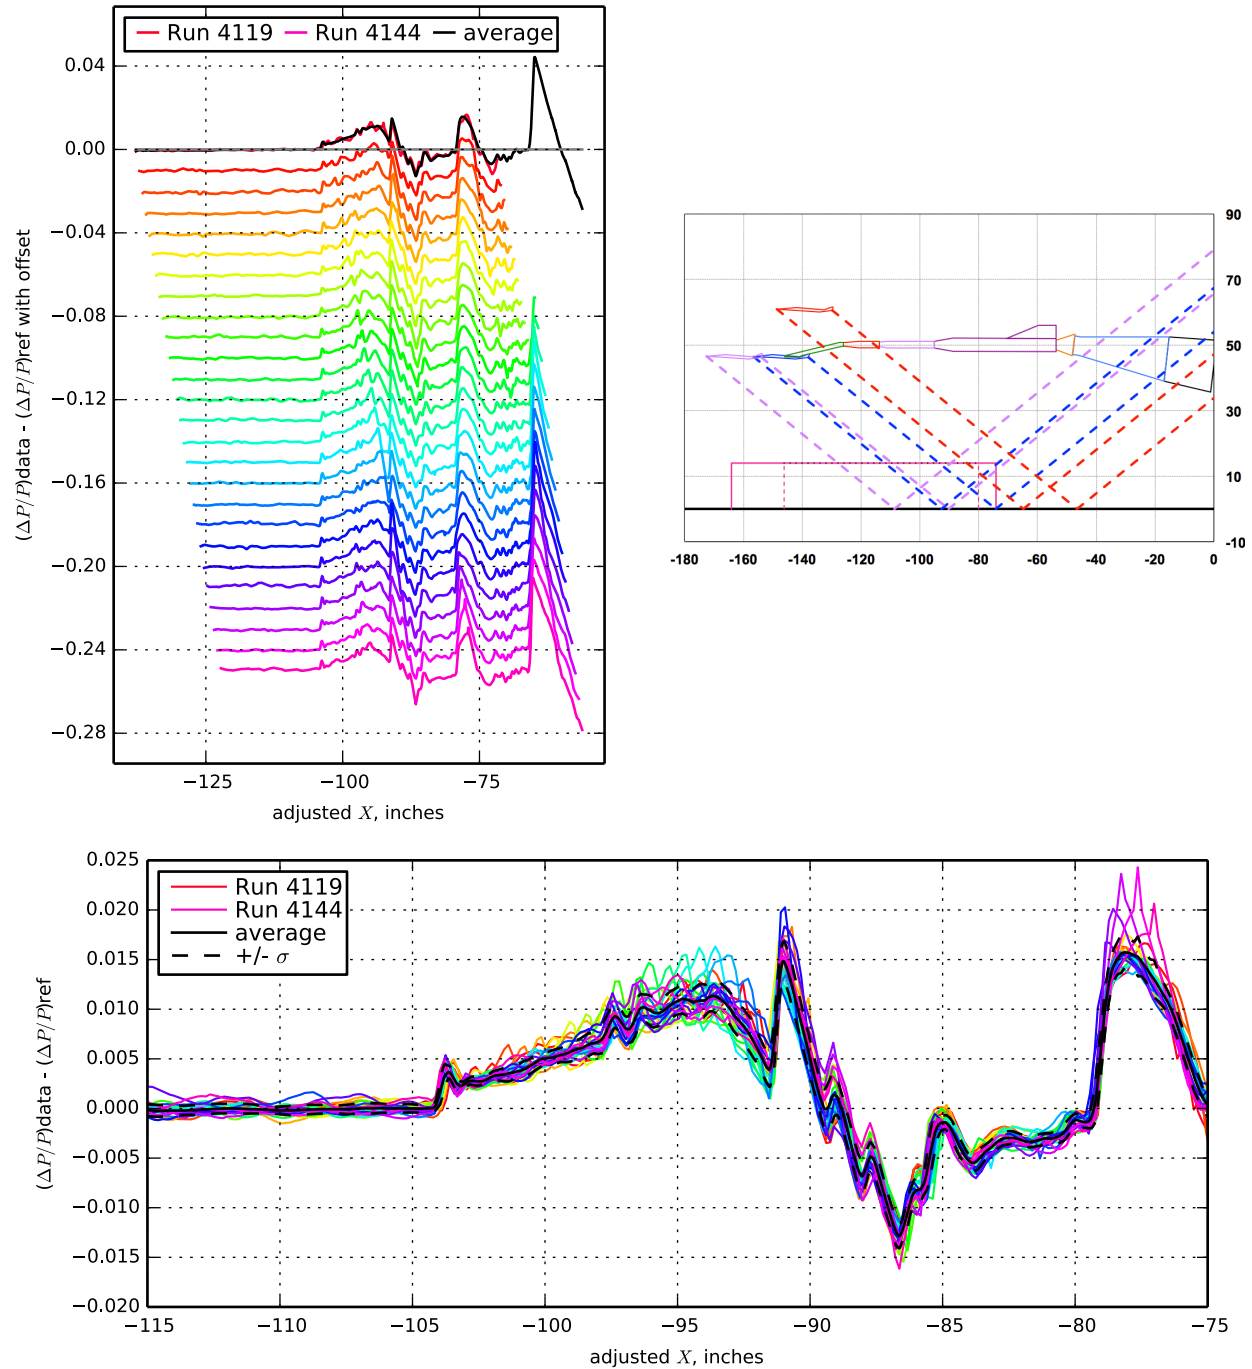 Run 4119 Run 4144 average
0.04
0.00
−0.04
−0.08
−0.12
−0.16
−0.20
−0.24
−0.28
(ΔP/P)data - (ΔP/P)ref with offset
−125 −100 −75
adjusted X, inches
90
70
50
30
10
-10
-180 -160 -140 -120 -100 -80 -60 -40 -20 0
Run 4119
Run 4144
average
+/- σ
0.025
0.020
0.015
0.010
0.005
0.000
−0.005
−0.010
−0.015
−0.020
(ΔP/P)data - (ΔP/P)ref
−115 −110 −105 −100 −95 −90 −85 −80 −75
adjusted X, inches